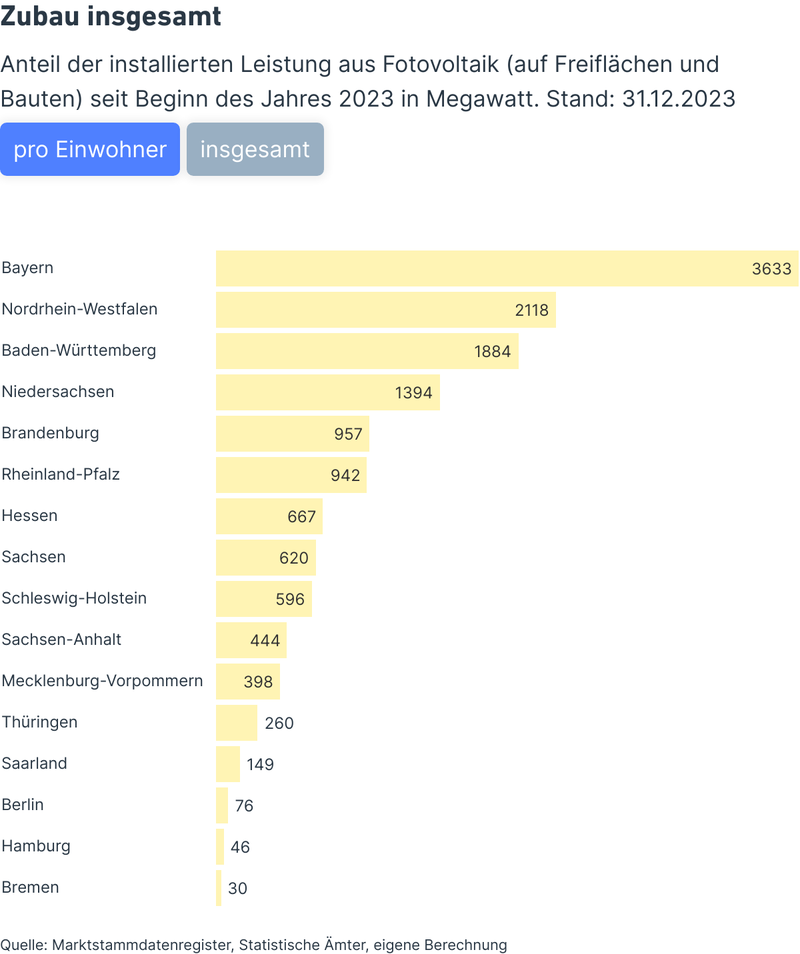 Zubau insgesamt
Anteil der installierten Leistung aus Fotovoltaik (auf Freiflächen und
Bauten) seit Beginn des Jahres 2023 in Megawatt. Stand: 31.12.2023
pro Einwohner insgesamt
Bayern 3633
Nordrhein-Westfalen 2118
Baden-Württemberg 1884
Niedersachsen 1394
Brandenburg 957
Rheinland-Pfalz 942
Hessen 667
Sachsen 620
Schleswig-Holstein 596
Sachsen-Anhalt 444
Mecklenburg-Vorpommern 398
Thüringen 260
Saarland 149
Berlin 76
Hamburg 46
Bremen 30
Quelle: Marktstammdatenregister, Statistische Ämter, eigene Berechnung